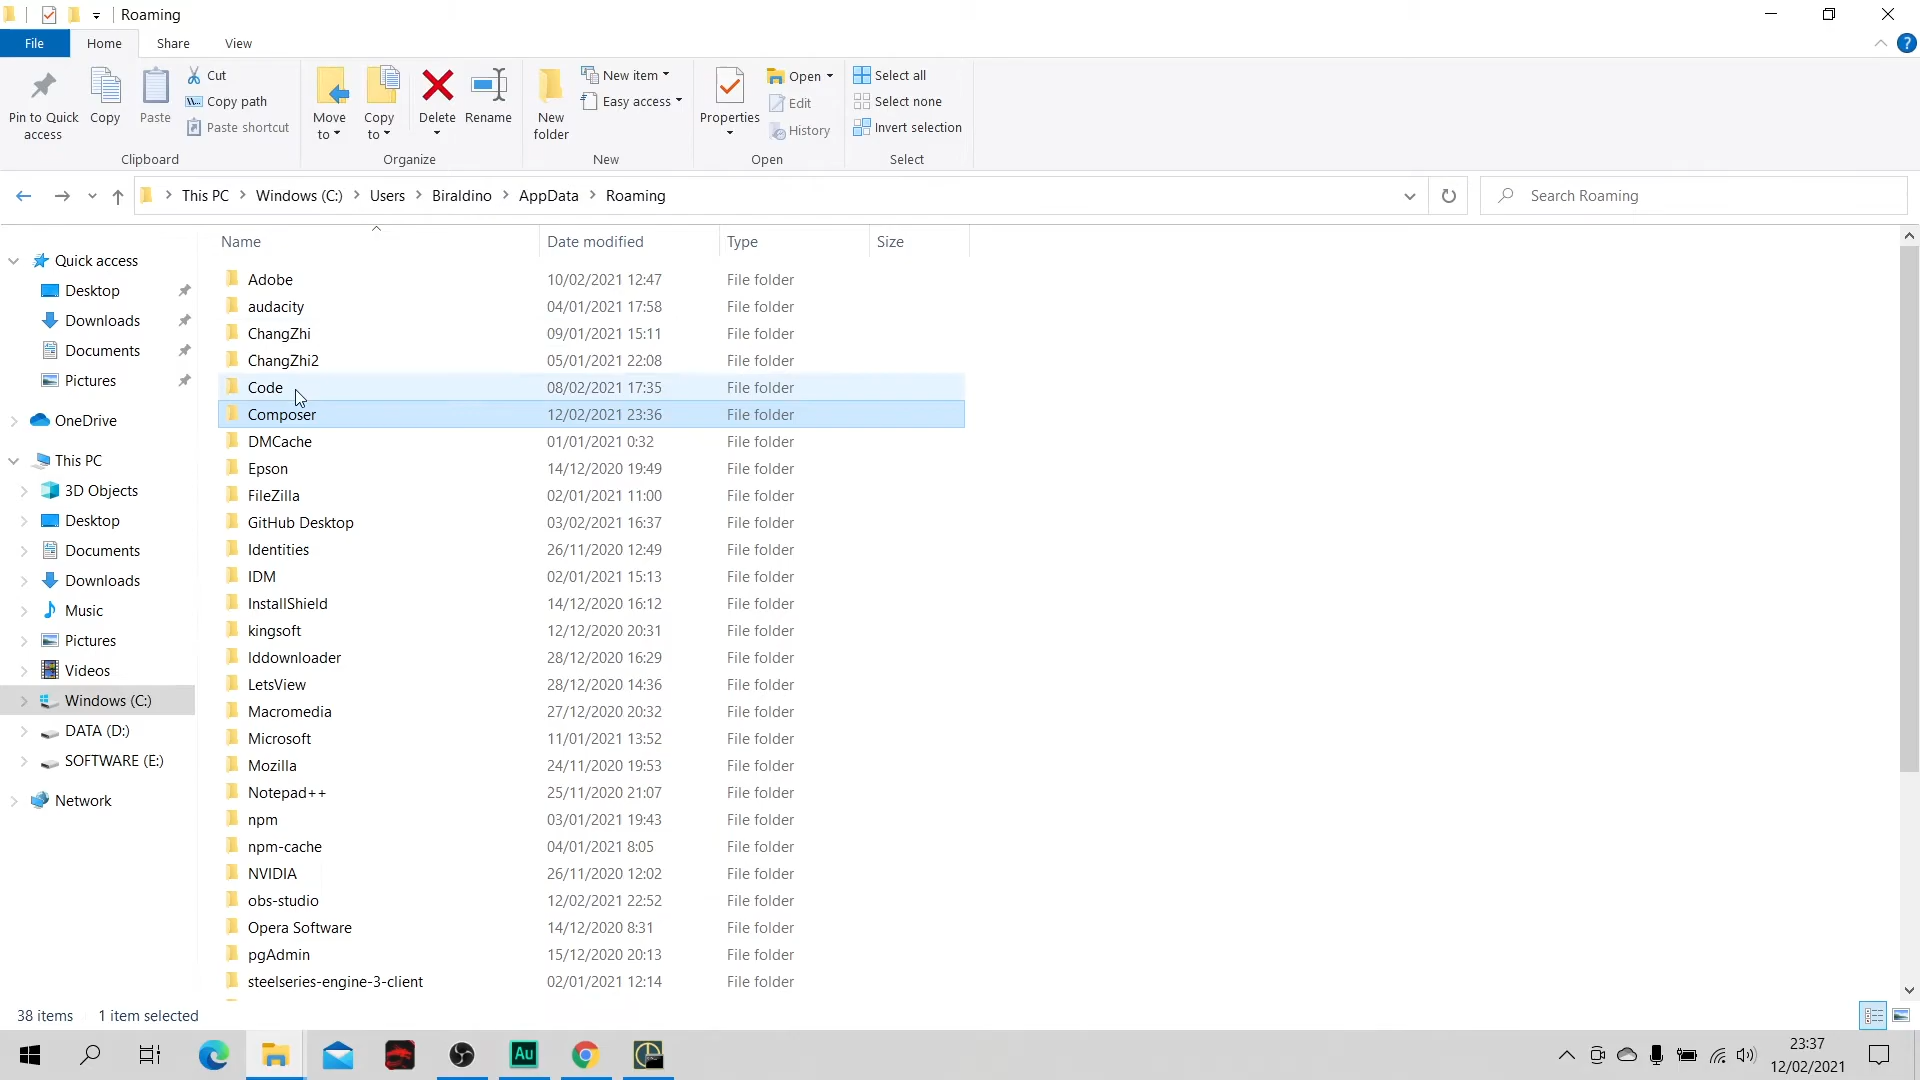 Roaming
File
Home
Share
View
Pin to Quick
access
Copy
Paste
Cut
Copy path
Paste shortcut
Clipboard
Move
to
Copy
to
Delete
Rename
Organize
New
folder
New item
Easy access
New
Properties
Open
Edit
History
Open
Select all
Select none
Invert selection
Select
This PC > Windows (C:) > Users > Biraldino > AppData > Roaming
Search Roaming
Name Date modified Type Size
Quick access
Desktop
Downloads
Documents
Pictures
OneDrive
This PC
3D Objects
Desktop
Documents
Downloads
Music
Pictures
Videos
Windows (C:)
DATA (D:)
SOFTWARE (E:)
Network
Adobe 10/02/2021 12:47 File folder
audacity 04/01/2021 17:58 File folder
ChangZhi 09/01/2021 15:11 File folder
ChangZhi2 05/01/2021 22:08 File folder
Code 08/02/2021 17:35 File folder
Composer 12/02/2021 23:36 File folder
DMCache 01/01/2021 0:32 File folder
Epson 14/12/2020 19:49 File folder
FileZilla 02/01/2021 11:00 File folder
GitHub Desktop 03/02/2021 16:37 File folder
Identities 26/11/2020 12:49 File folder
IDM 02/01/2021 15:13 File folder
InstallShield 14/12/2020 16:12 File folder
kingsoft 12/12/2020 20:31 File folder
lddownloader 28/12/2020 16:29 File folder
LetsView 28/12/2020 14:36 File folder
Macromedia 27/12/2020 20:32 File folder
Microsoft 11/01/2021 13:52 File folder
Mozilla 24/11/2020 19:53 File folder
Notepad++ 25/11/2020 21:07 File folder
npm 03/01/2021 19:43 File folder
npm-cache 04/01/2021 8:05 File folder
NVIDIA 26/11/2020 12:02 File folder
obs-studio 12/02/2021 22:52 File folder
Opera Software 14/12/2020 8:31 File folder
pgAdmin 15/12/2020 20:13 File folder
steelseries-engine-3-client 02/01/2021 12:14 File folder
38 items 1 item selected
Au
23:37
12/02/2021